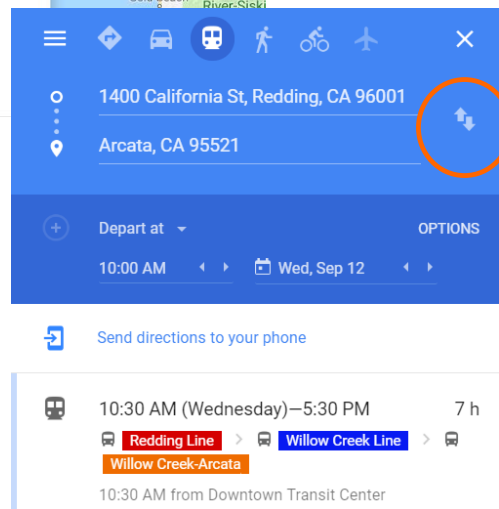 River-Siski
1400 California St, Redding, CA 96001
Arcata, CA 95521
Depart at
OPTIONS
10:00 AM
Wed, Sep 12
Send directions to your phone
10:30 AM (Wednesday)–5:30 PM 7 h
Redding Line > Willow Creek Line >
Willow Creek-Arcata
10:30 AM from Downtown Transit Center